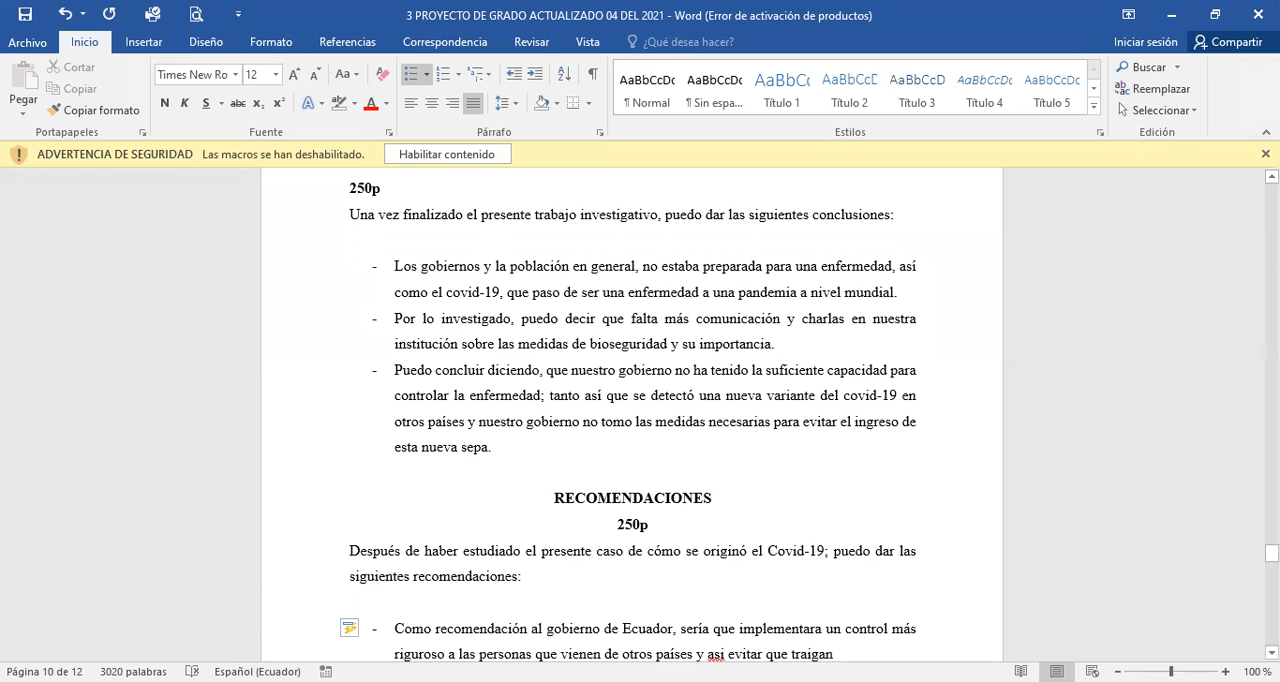 3 PROYECTO DE GRADO ACTUALIZADO 04 DEL 2021 - Word (Error de activación de productos)
Archivo Inicio Insertar Diseño Formato Referencias Correspondencia Revisar Vista ¿Qué desea hacer? Iniciar sesión Compartir
Pegar
Cortar
Copiar
Copiar formato
Portapapeles
Times New Ro 12
N K S abc x₂ x²
Fuente
Párrafo
AaBbCcDc AaBbCcDc AaBbCc AaBbCcD AaBbCcD AaBbCcDc AaBbCcDc
¶ Normal ¶ Sin espa... Título 1 Título 2 Título 3 Título 4 Título 5
Estilos
Buscar
Reemplazar
Seleccionar
Edición
ADVERTENCIA DE SEGURIDAD Las macros se han deshabilitado. Habilitar contenido
250p
Una vez finalizado el presente trabajo investigativo, puedo dar las siguientes conclusiones:
- Los gobiernos y la población en general, no estaba preparada para una enfermedad, así
como el covid-19, que paso de ser una enfermedad a una pandemia a nivel mundial.
- Por lo investigado, puedo decir que falta más comunicación y charlas en nuestra
institución sobre las medidas de bioseguridad y su importancia.
- Puedo concluir diciendo, que nuestro gobierno no ha tenido la suficiente capacidad para
controlar la enfermedad; tanto así que se detectó una nueva variante del covid-19 en
otros países y nuestro gobierno no tomo las medidas necesarias para evitar el ingreso de
esta nueva sepa.
RECOMENDACIONES
250p
Después de haber estudiado el presente caso de cómo se originó el Covid-19; puedo dar las
siguientes recomendaciones:
- Como recomendación al gobierno de Ecuador, sería que implementara un control más
riguroso a las personas que vienen de otros países y asi evitar que traigan
Página 10 de 12 3020 palabras Español (Ecuador) 100 %